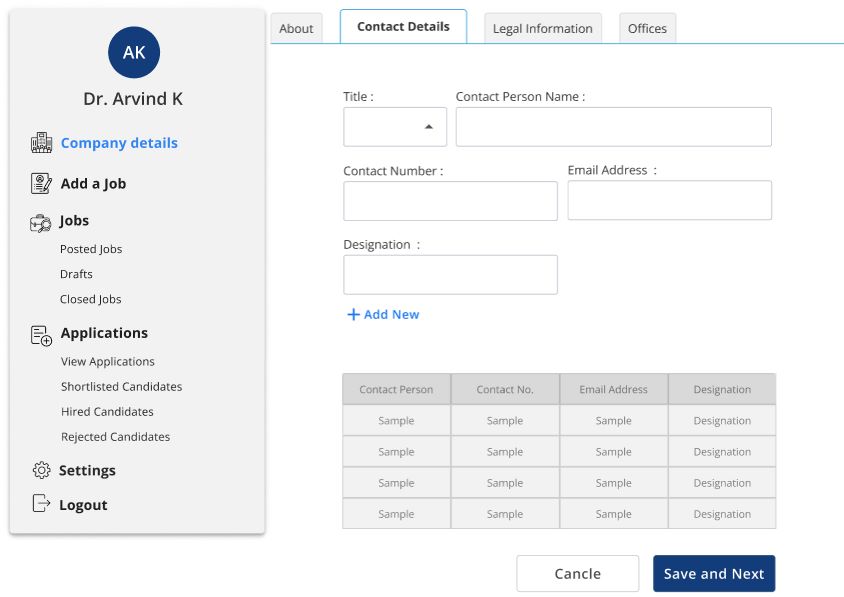 AK
Dr. Arvind K
Company details
Add a Job
Jobs
Posted Jobs
Drafts
Closed Jobs
Applications
View Applications
Shortlisted Candidates
Hired Candidates
Rejected Candidates
Settings
Logout
About Contact Details Legal Information Offices
Title : Contact Person Name :
Contact Number : Email Address :
Designation :
+ Add New
Contact Person Contact No. Email Address Designation
Sample Sample Sample Designation
Sample Sample Sample Designation
Sample Sample Sample Designation
Sample Sample Sample Designation
Cancle Save and Next